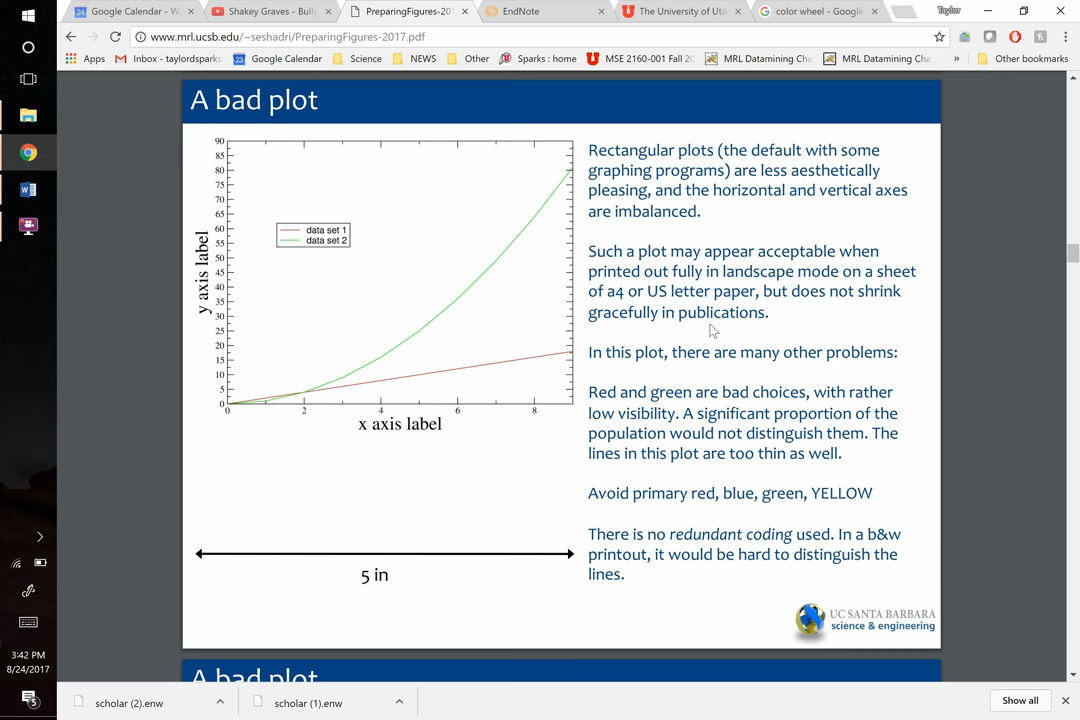 Google Calendar - W
Shakey Graves - Bully
PreparingFigures-201
EndNote
The University of Uta
color wheel - Google
Taylor
www.mrl.ucsb.edu/~seshadri/PreparingFigures-2017.pdf
Apps
Inbox - taylordsparks
Google Calendar
Science
NEWS
Other
Sparks : home
MSE 2160-001 Fall 20
MRL Datamining Cha
MRL Datamining Cha
»
Other bookmarks
A bad plot
90
85
80
75
70
65
60
55
50
45
40
35
30
25
20
15
10
5
0
0
2
4
6
8
y axis label
x axis label
data set 1
data set 2
5 in
Rectangular plots (the default with some
graphing programs) are less aesthetically
pleasing, and the horizontal and vertical axes
are imbalanced.
Such a plot may appear acceptable when
printed out fully in landscape mode on a sheet
of a4 or US letter paper, but does not shrink
gracefully in publications.
In this plot, there are many other problems:
Red and green are bad choices, with rather
low visibility. A significant proportion of the
population would not distinguish them. The
lines in this plot are too thin as well.
Avoid primary red, blue, green, YELLOW
There is no redundant coding used. In a b&w
printout, it would be hard to distinguish the
lines.
UC SANTA BARBARA
science & engineering
A bad plot
3:42 PM
8/24/2017
5
scholar (2).enw
scholar (1).enw
Show all